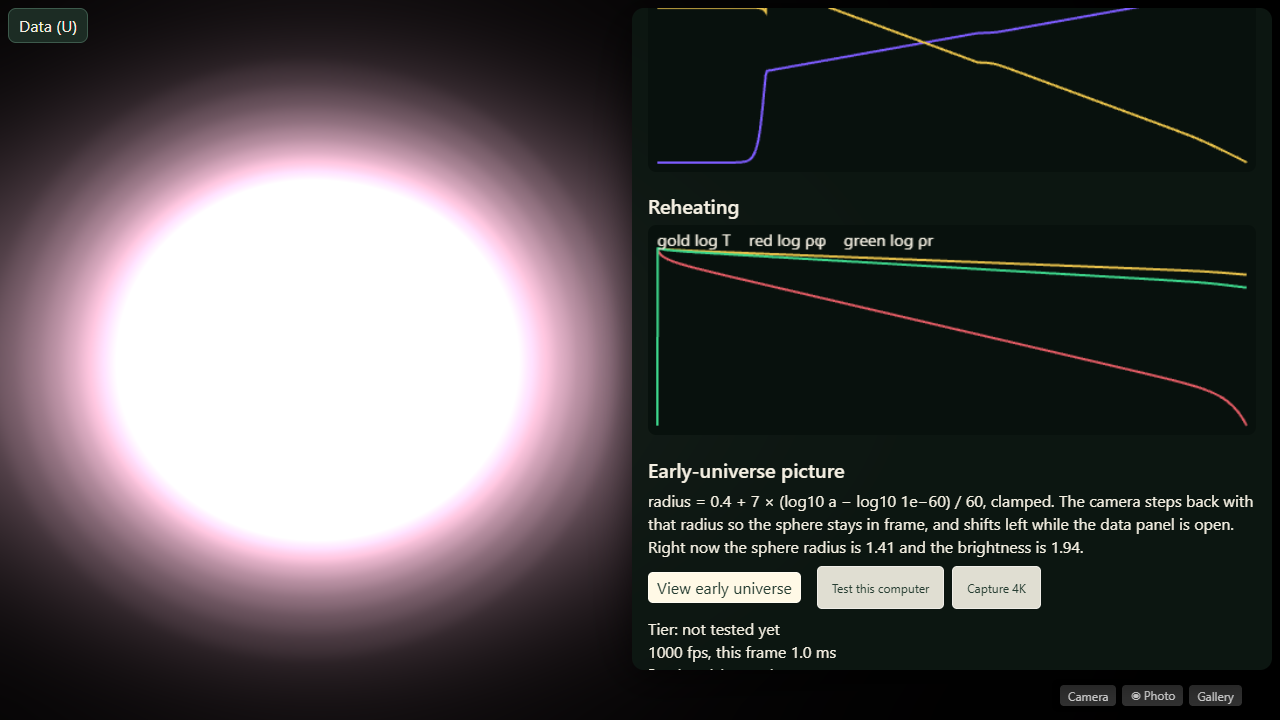 Data (U)
Reheating
gold log T red log ρφ green log ρr
Early-universe picture
radius = 0.4 + 7 × (log10 a − log10 1e−60) / 60, clamped. The camera steps back with
that radius so the sphere stays in frame, and shifts left while the data panel is open.
Right now the sphere radius is 1.41 and the brightness is 1.94.
View early universe
Test this computer
Capture 4K
Tier: not tested yet
1000 fps, this frame 1.0 ms
Camera
◉ Photo
Gallery